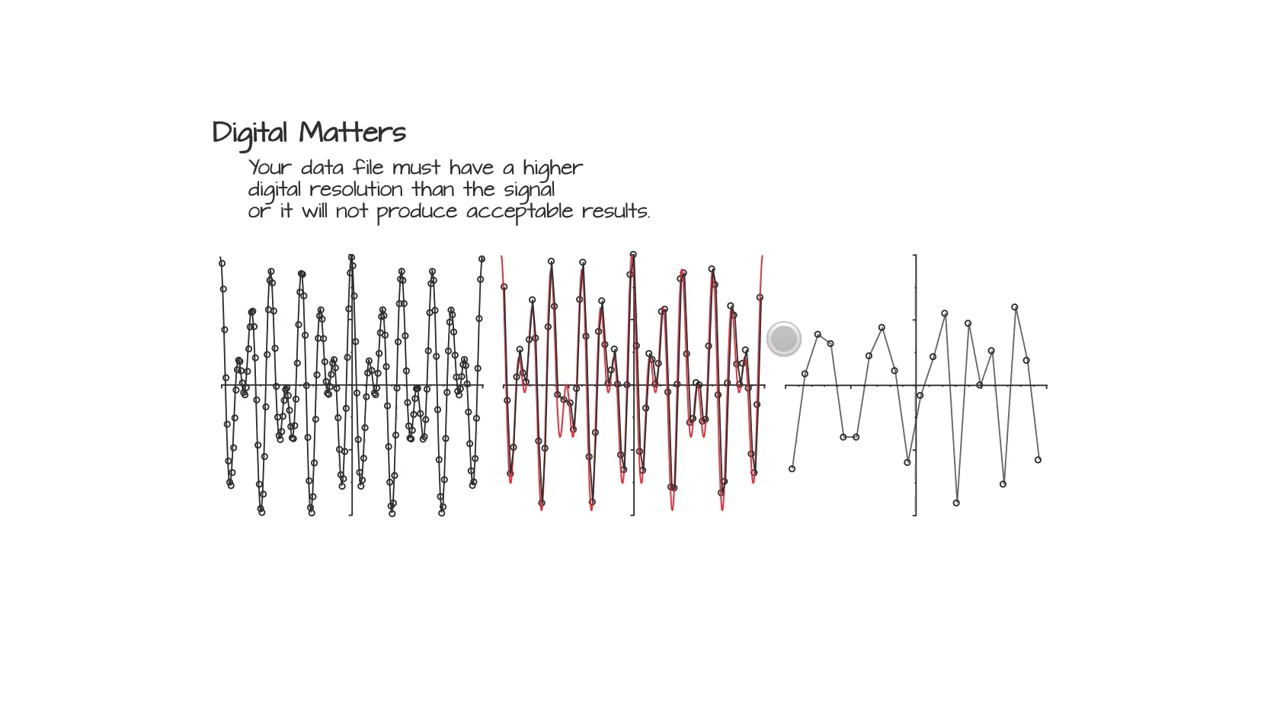 Digital Matters
Your data file must have a higher
digital resolution than the signal
or it will not produce acceptable results.